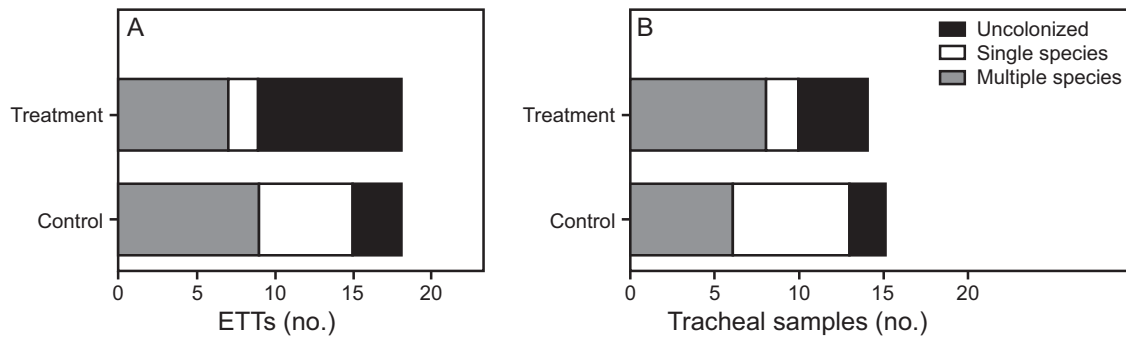 A
Treatment
Control
0 5 10 15 20
ETTs (no.)
B
Uncolonized
Single species
Multiple species
Treatment
Control
0 5 10 15 20
Tracheal samples (no.)